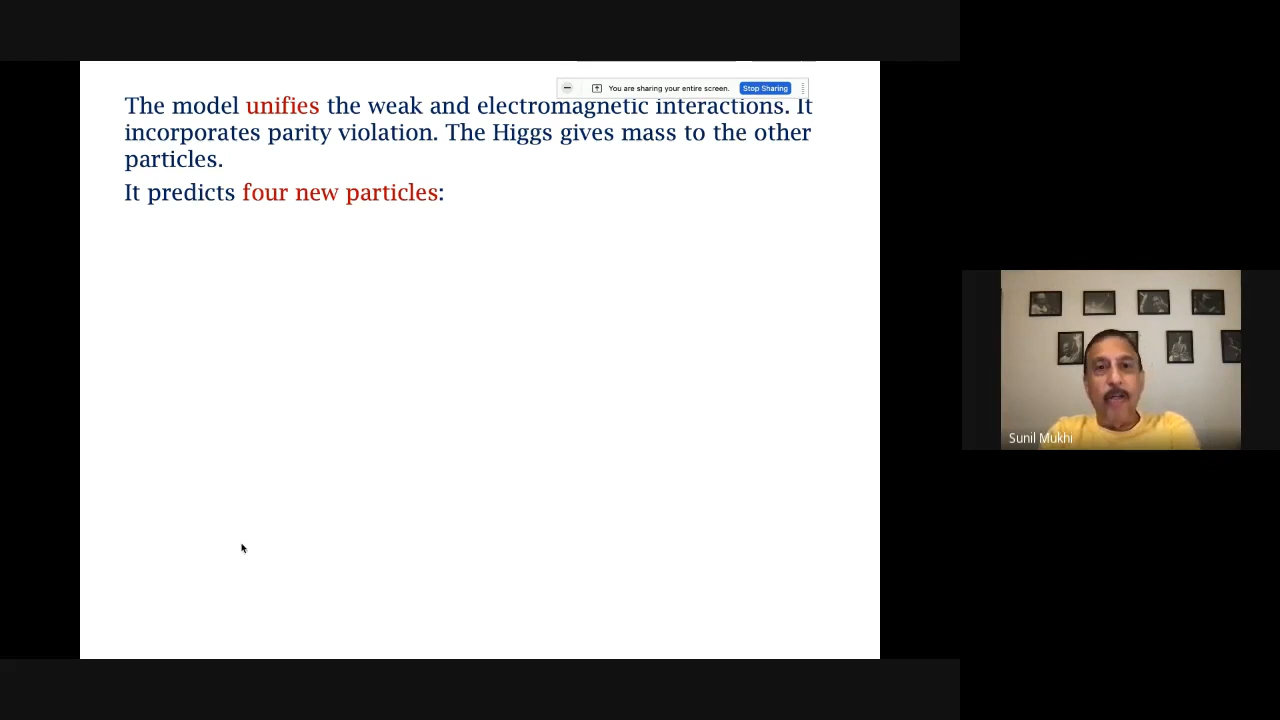 You are sharing your entire screen. Stop Sharing
The model unifies the weak and electromagnetic interactions. It
incorporates parity violation. The Higgs gives mass to the other
particles.
It predicts four new particles:
Sunil Mukhi